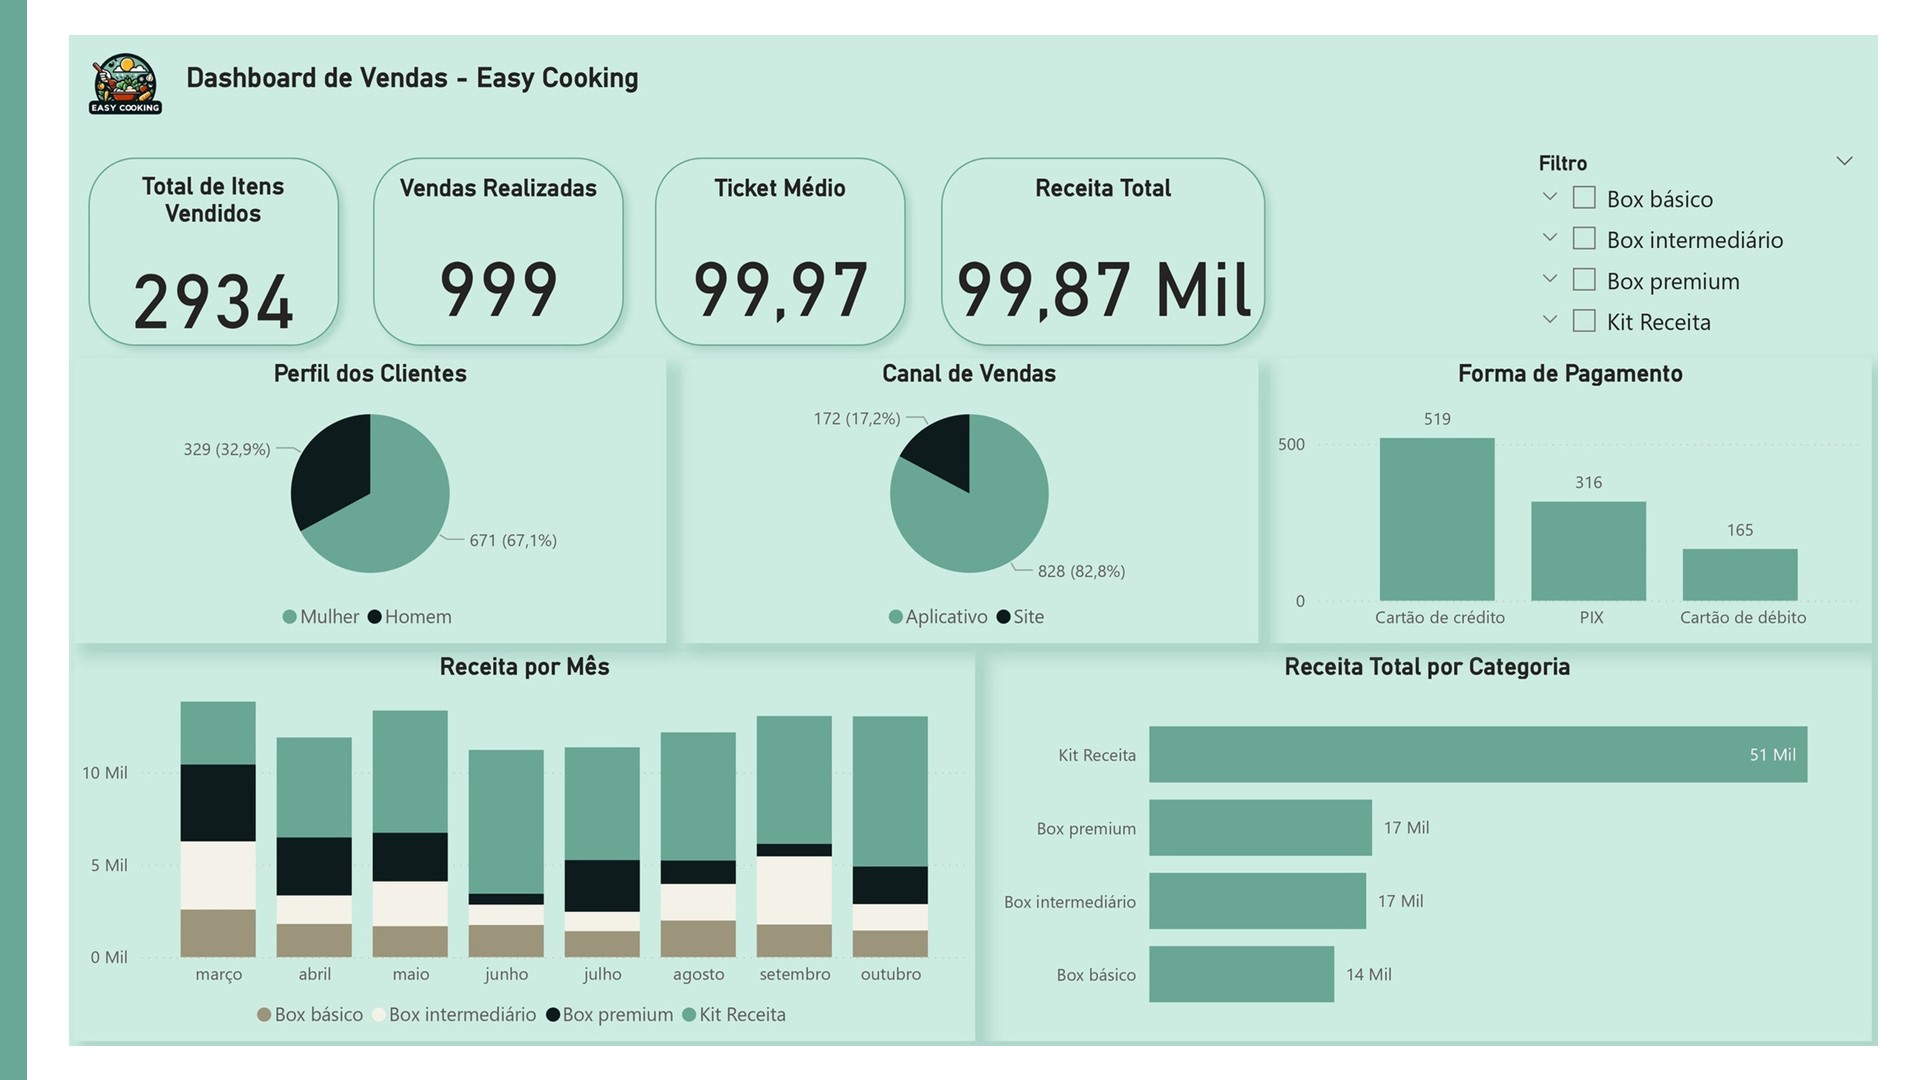 EASY COOKING
Dashboard de Vendas - Easy Cooking
Total de Itens
Vendidos
2934
Vendas Realizadas
999
Ticket Médio
99,97
Receita Total
99,87 Mil
Filtro
Box básico
Box intermediário
Box premium
Kit Receita
Perfil dos Clientes
329 (32,9%)
671 (67,1%)
Mulher Homem
Canal de Vendas
172 (17,2%)
828 (82,8%)
Aplicativo Site
Forma de Pagamento
500
0
519
316
165
Cartão de crédito PIX Cartão de débito
Receita por Mês
10 Mil
5 Mil
0 Mil
março abril maio junho julho agosto setembro outubro
Box básico Box intermediário Box premium Kit Receita
Receita Total por Categoria
Kit Receita 51 Mil
Box premium 17 Mil
Box intermediário 17 Mil
Box básico 14 Mil